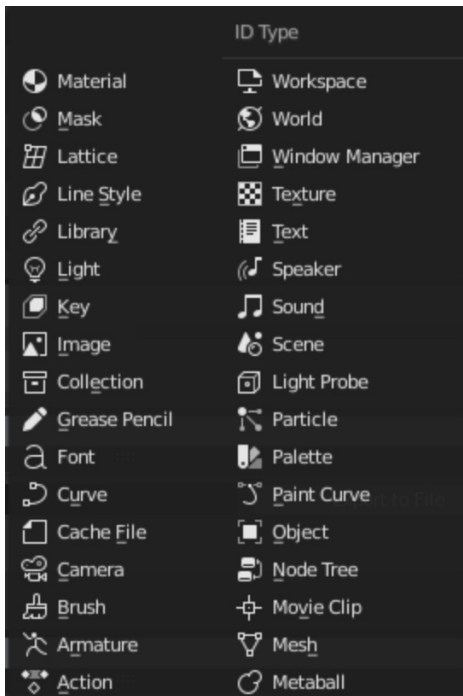 ID Type
Material
Workspace
Mask
World
Lattice
Window Manager
Line Style
Texture
Library
Text
Light
Speaker
Key
Sound
Image
Scene
Collection
Light Probe
Grease Pencil
Particle
Font
Palette
Curve
Paint Curve
to File
Cache File
Object
Camera
Node Tree
Brush
Movie Clip
Armature
Mesh
Action
Metaball